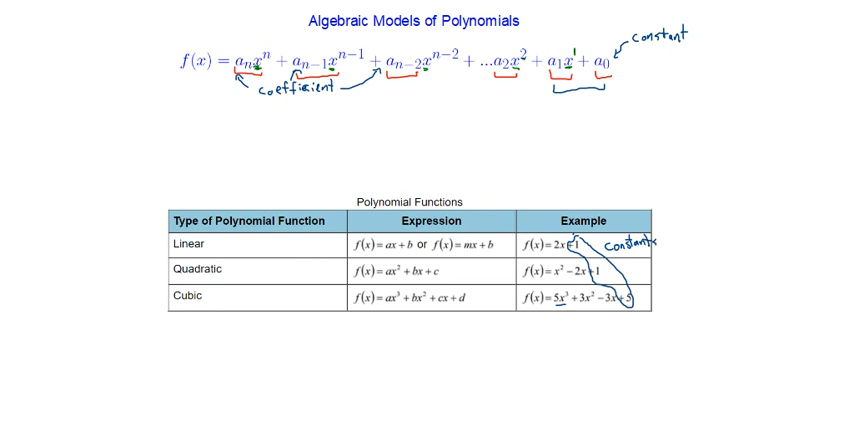 Algebraic Models of Polynomials
constant
f(x) = aₙxⁿ + aₙ₋₁xⁿ⁻¹ + aₙ₋₂xⁿ⁻² + ...a₂x² + a₁x¹ + a₀
coefficient
Polynomial Functions
Type of Polynomial Function Expression Example
Linear f(x) = ax + b or f(x) = mx + b f(x) = 2x + 1 constants
Quadratic f(x) = ax² + bx + c f(x) = x² − 2x + 1
Cubic f(x) = ax³ + bx² + cx + d f(x) = 5x³ + 3x² − 3x + 5